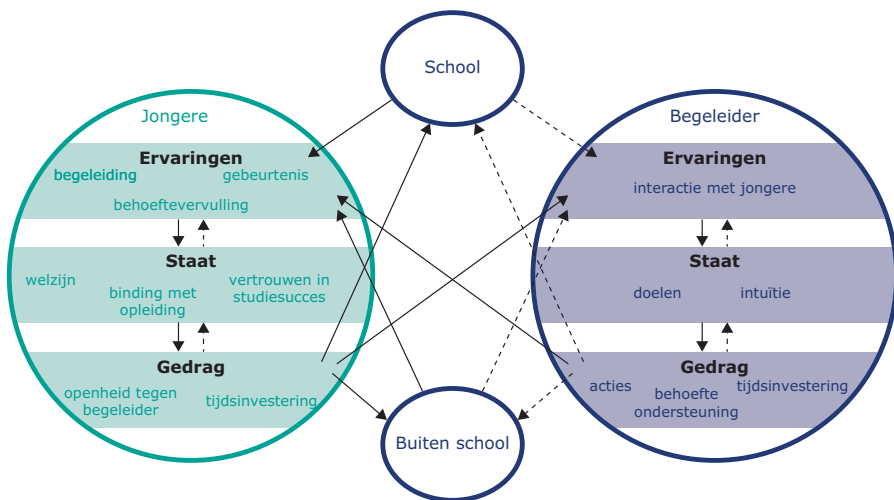 School
Jongere
Ervaringen
begeleiding
gebeurtenis
behoeftevervulling
Staat
welzijn
binding met
opleiding
vertrouwen in
studiesucces
Gedrag
openheid tegen
begeleider
tijdsinvestering
Begeleider
Ervaringen
interactie met jongere
Staat
doelen
intuïtie
Gedrag
acties
behoefte
ondersteuning
tijdsinvestering
Buiten school